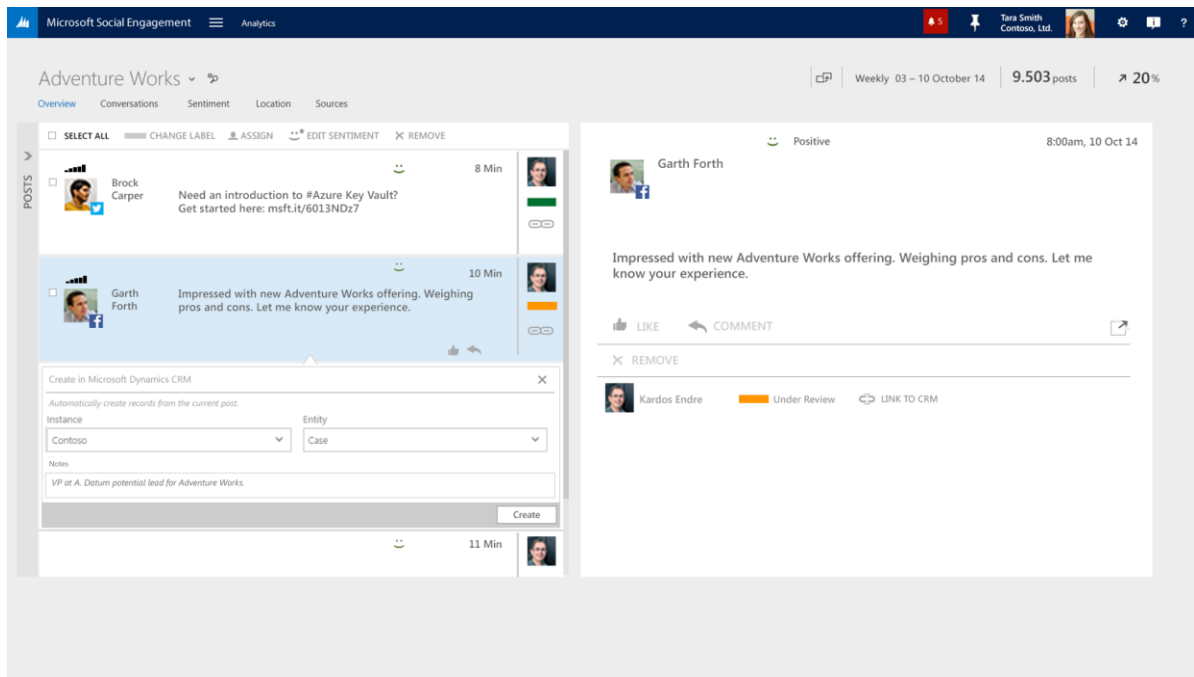 Microsoft Social Engagement
Analytics
5
Tara Smith
Contoso, Ltd.
?
Adventure Works
Weekly 03 – 10 October 14
9.503 posts
20%
Overview
Conversations
Sentiment
Location
Sources
POSTS
SELECT ALL
CHANGE LABEL
ASSIGN
EDIT SENTIMENT
REMOVE
8 Min
Brock
Carper
Need an introduction to #Azure Key Vault?
Get started here: msft.it/6013NDz7
10 Min
Garth
Forth
Impressed with new Adventure Works offering. Weighing
pros and cons. Let me know your experience.
Create in Microsoft Dynamics CRM
Automatically create records from the current post.
Instance
Entity
Contoso
Case
Notes
VP at A. Datum potential lead for Adventure Works.
Create
11 Min
Positive
8:00am, 10 Oct 14
Garth Forth
Impressed with new Adventure Works offering. Weighing pros and cons. Let me
know your experience.
LIKE
COMMENT
REMOVE
Kardos Endre
Under Review
LINK TO CRM